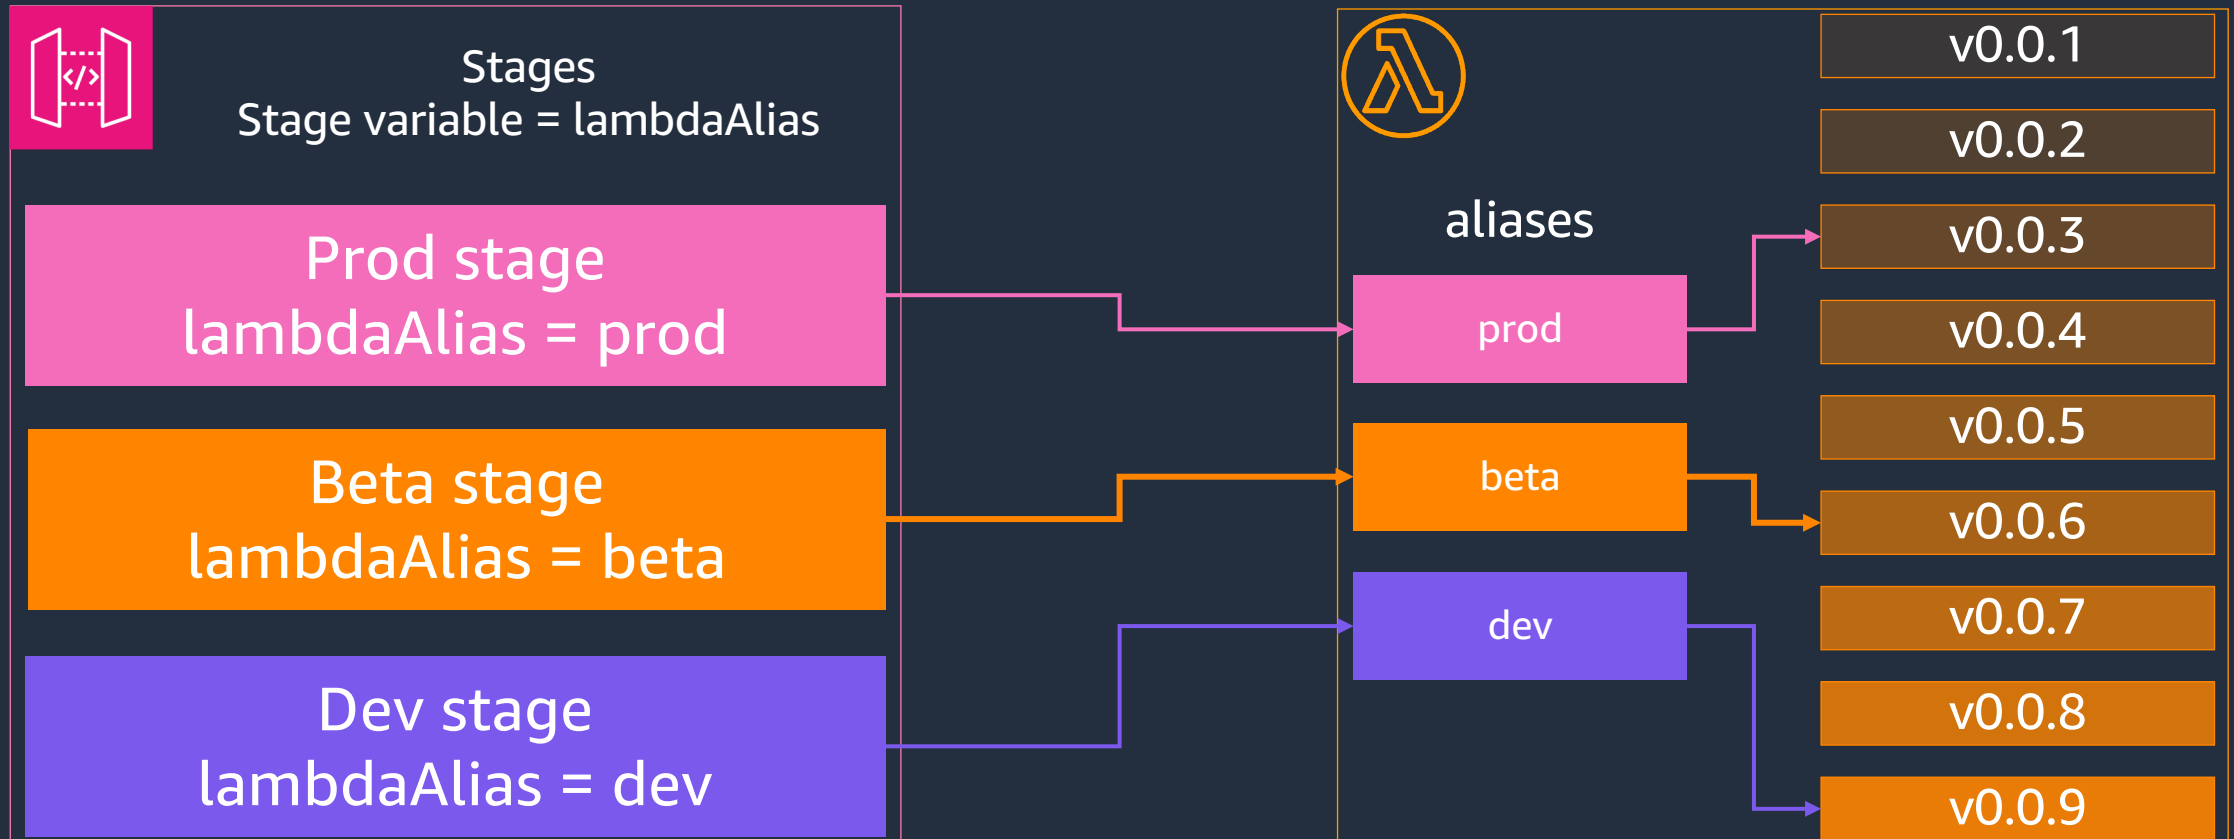 </>
Stages
Stage variable = lambdaAlias
Prod stage
lambdaAlias = prod
Beta stage
lambdaAlias = beta
Dev stage
lambdaAlias = dev
aliases
prod
beta
dev
v0.0.1
v0.0.2
v0.0.3
v0.0.4
v0.0.5
v0.0.6
v0.0.7
v0.0.8
v0.0.9